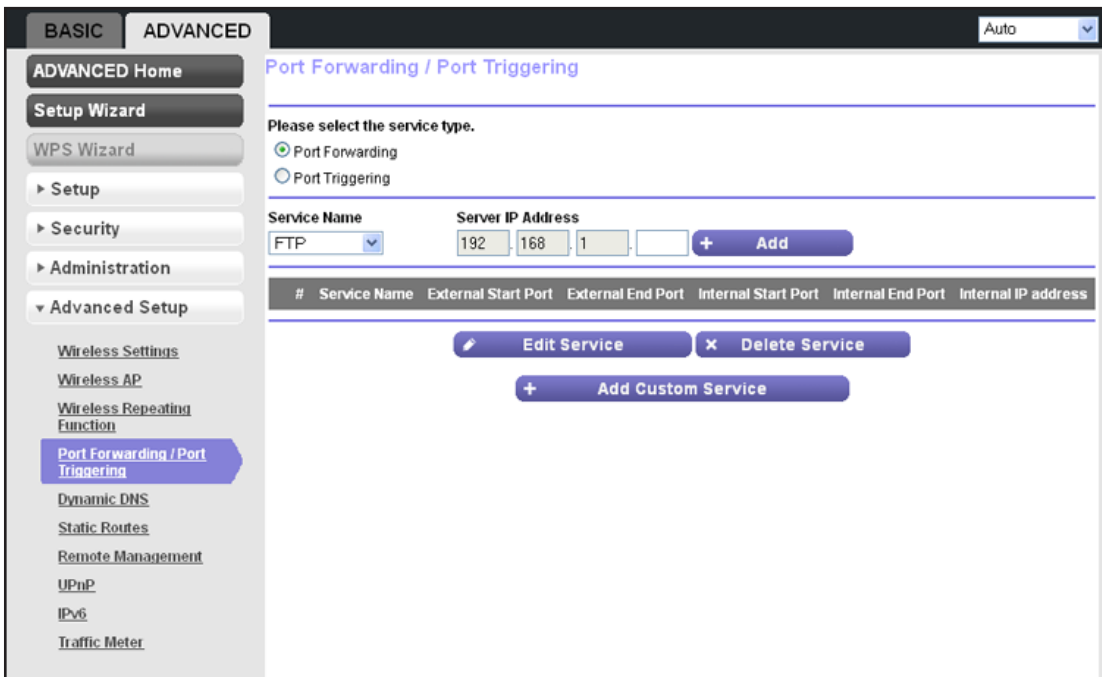 BASIC ADVANCED Auto
ADVANCED Home
Setup Wizard
WPS Wizard
Setup
Security
Administration
Advanced Setup
Wireless Settings
Wireless AP
Wireless Repeating
Function
Port Forwarding / Port
Triggering
Dynamic DNS
Static Routes
Remote Management
UPnP
IPv6
Traffic Meter
Port Forwarding / Port Triggering
Please select the service type.
Port Forwarding
Port Triggering
Service Name Server IP Address
FTP 192 . 168 . 1 . + Add
# Service Name External Start Port External End Port Internal Start Port Internal End Port Internal IP address
Edit Service × Delete Service
+ Add Custom Service